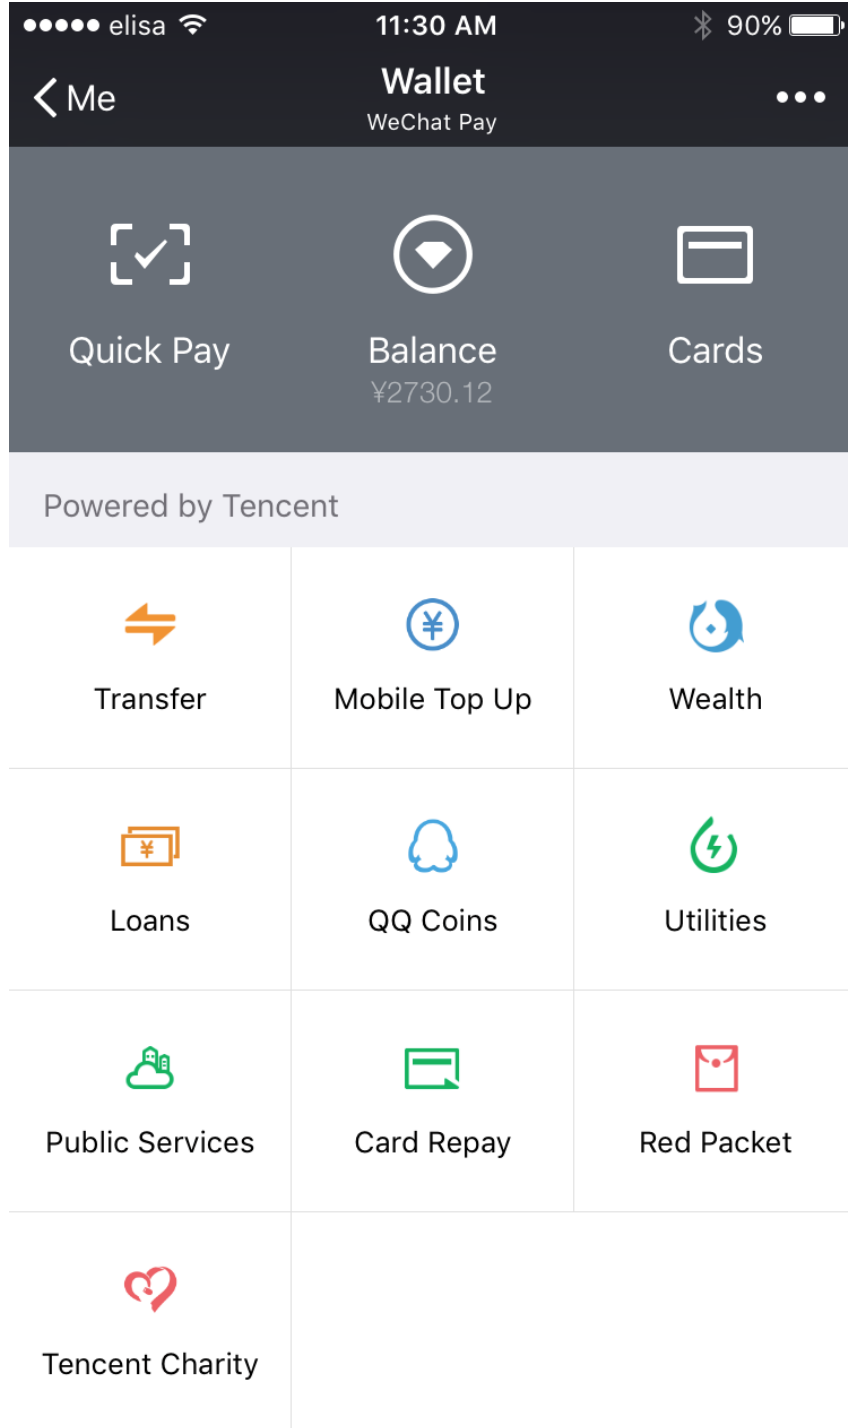 elisa 11:30 AM 90%
Me Wallet
WeChat Pay
Quick Pay Balance Cards
¥2730.12
Powered by Tencent
Transfer Mobile Top Up Wealth
Loans QQ Coins Utilities
Public Services Card Repay Red Packet
Tencent Charity